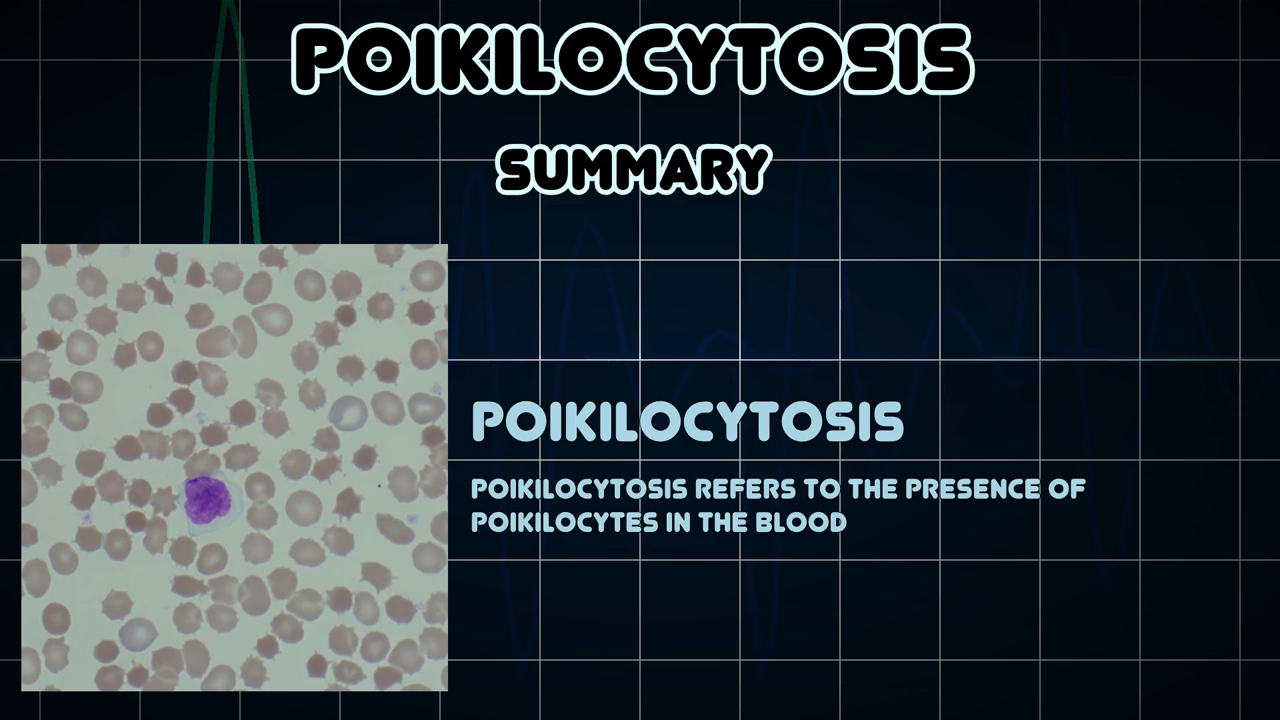 POIKILOCYTOSIS
SUMMARY
POIKILOCYTOSIS
POIKILOCYTOSIS REFERS TO THE PRESENCE OF
POIKILOCYTES IN THE BLOOD